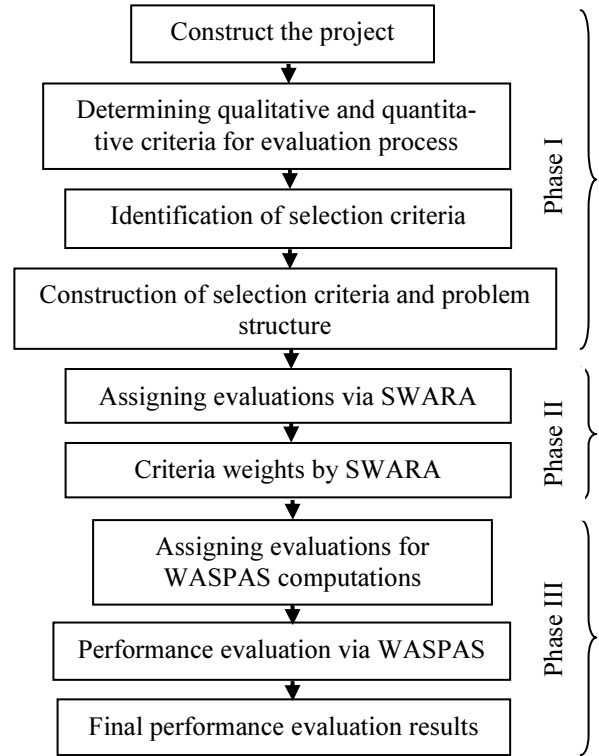 Construct the project
Determining qualitative and quantita-
tive criteria for evaluation process
Identification of selection criteria
Construction of selection criteria and problem
structure
Phase I
Assigning evaluations via SWARA
Criteria weights by SWARA
Phase II
Assigning evaluations for
WASPAS computations
Performance evaluation via WASPAS
Final performance evaluation results
Phase III